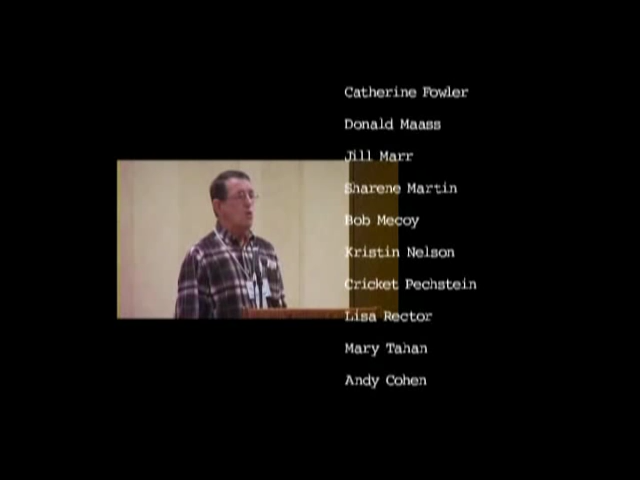 Catherine Fowler
Donald Maass
Jill Marr
Sharene Martin
Bob Mecoy
Kristin Nelson
Cricket Pechstein
Lisa Rector
Mary Tahan
Andy Cohen